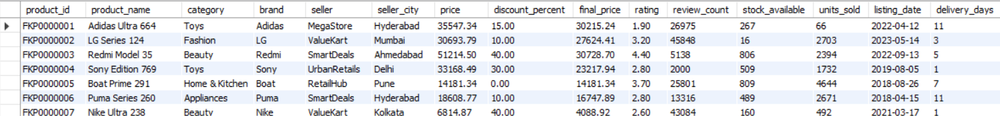 product_id product_name category brand seller seller_city price discount_percent final_price rating review_count stock_available units_sold listing_date delivery_days
FKP0000001 Adidas Ultra 664 Toys Adidas MegaStore Hyderabad 35547.34 15.00 30215.24 1.90 26975 267 66 2022-04-12 11
FKP0000002 LG Series 124 Fashion LG ValueKart Mumbai 30693.79 10.00 27624.41 3.20 45848 16 2703 2023-05-14 3
FKP0000003 Redmi Model 35 Beauty Redmi SmartDeals Ahmedabad 51214.50 40.00 30728.70 4.40 5138 806 2394 2022-09-13 5
FKP0000004 Sony Edition 769 Toys Sony UrbanRetails Delhi 33168.49 30.00 23217.94 2.80 2000 509 1732 2019-08-05 1
FKP0000005 Boat Prime 291 Home & Kitchen Boat RetailHub Pune 14181.34 0.00 14181.34 3.70 25801 809 4644 2018-08-26 7
FKP0000006 Puma Series 260 Appliances Puma SmartDeals Hyderabad 18608.77 10.00 16747.89 2.80 13316 489 2671 2018-04-15 11
FKP0000007 Nike Ultra 238 Beauty Nike ValueKart Kolkata 6814.87 40.00 4088.92 2.60 43084 160 492 2021-03-17 1